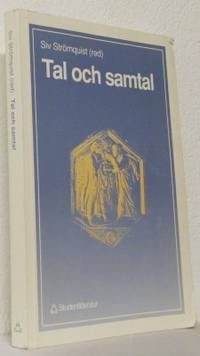 Siv Strömquist (red)
Tal och samtal
Studentlitteratur
Siv Strömquist (red) Tal och samtal